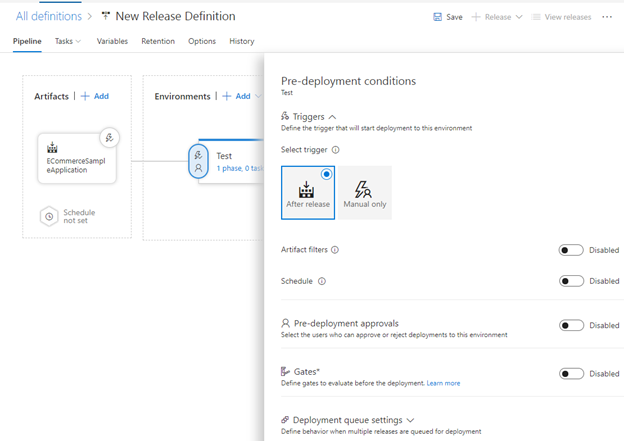 All definitions > New Release Definition
Save
Release
View releases
Pipeline Tasks Variables Retention Options History
Artifacts | + Add
Environments | + Add
ECommerceSampl
eApplication
Schedule
not set
Test
1 phase, 0 task
Pre-deployment conditions
Test
Triggers
Define the trigger that will start deployment to this environment
Select trigger
After release
Manual only
Artifact filters
Disabled
Schedule
Disabled
Pre-deployment approvals
Disabled
Select the users who can approve or reject deployments to this environment
Gates*
Disabled
Define gates to evaluate before the deployment. Learn more
Deployment queue settings
Define behavior when multiple releases are queued for deployment